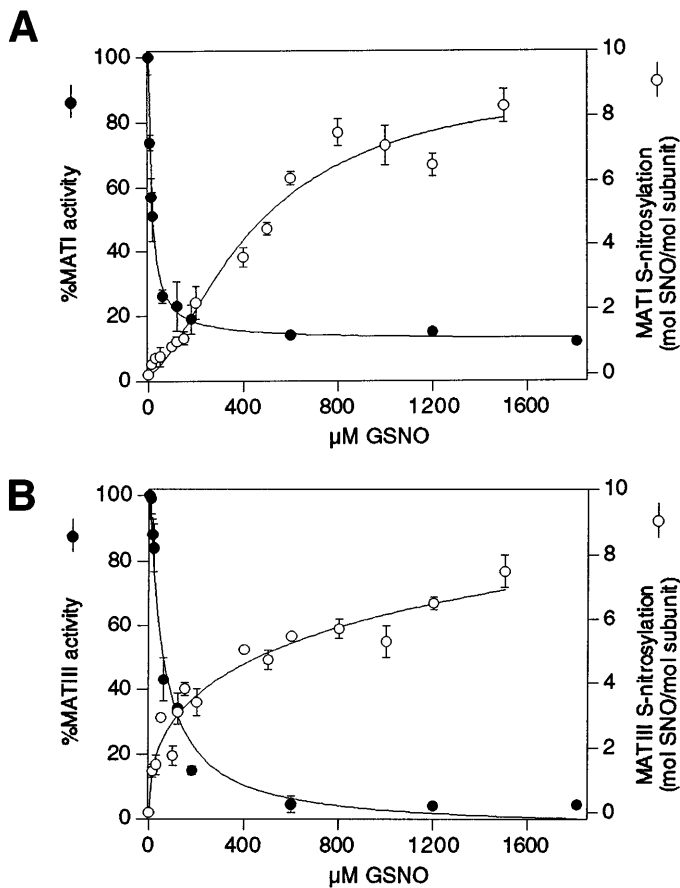 A
100
80
60
40
20
0
%MATI activity
10
8
6
4
2
0
MATI S-nitrosylation
(mol SNO/mol subunit)
0 400 800 1200 1600
µM GSNO
B
100
80
60
40
20
0
%MATIII activity
10
8
6
4
2
0
MATIII S-nitrosylation
(mol SNO/mol subunit)
0 400 800 1200 1600
µM GSNO